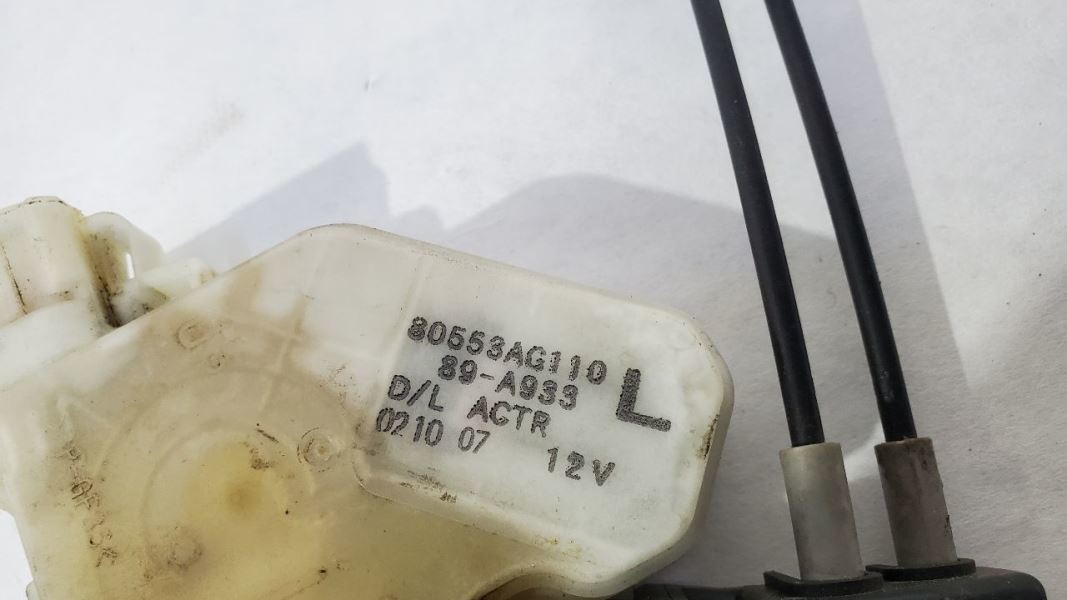 80553AG110
89-A933
L
D/L ACTR
0210 07
12V